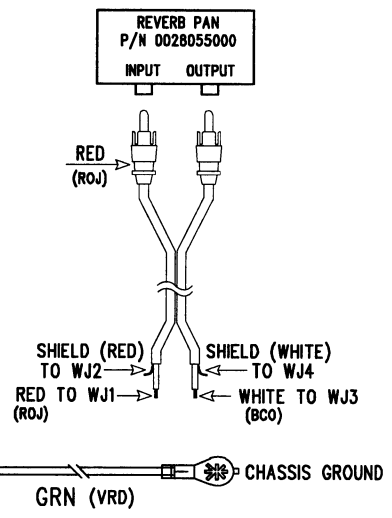 REVERB PAN
P/N 0028055000
INPUT OUTPUT
RED
(ROJ)
SHIELD (RED)
TO WJ2
SHIELD (WHITE)
TO WJ4
RED TO WJ1
(ROJ)
WHITE TO WJ3
(BCO)
CHASSIS GROUND
GRN (VRD)